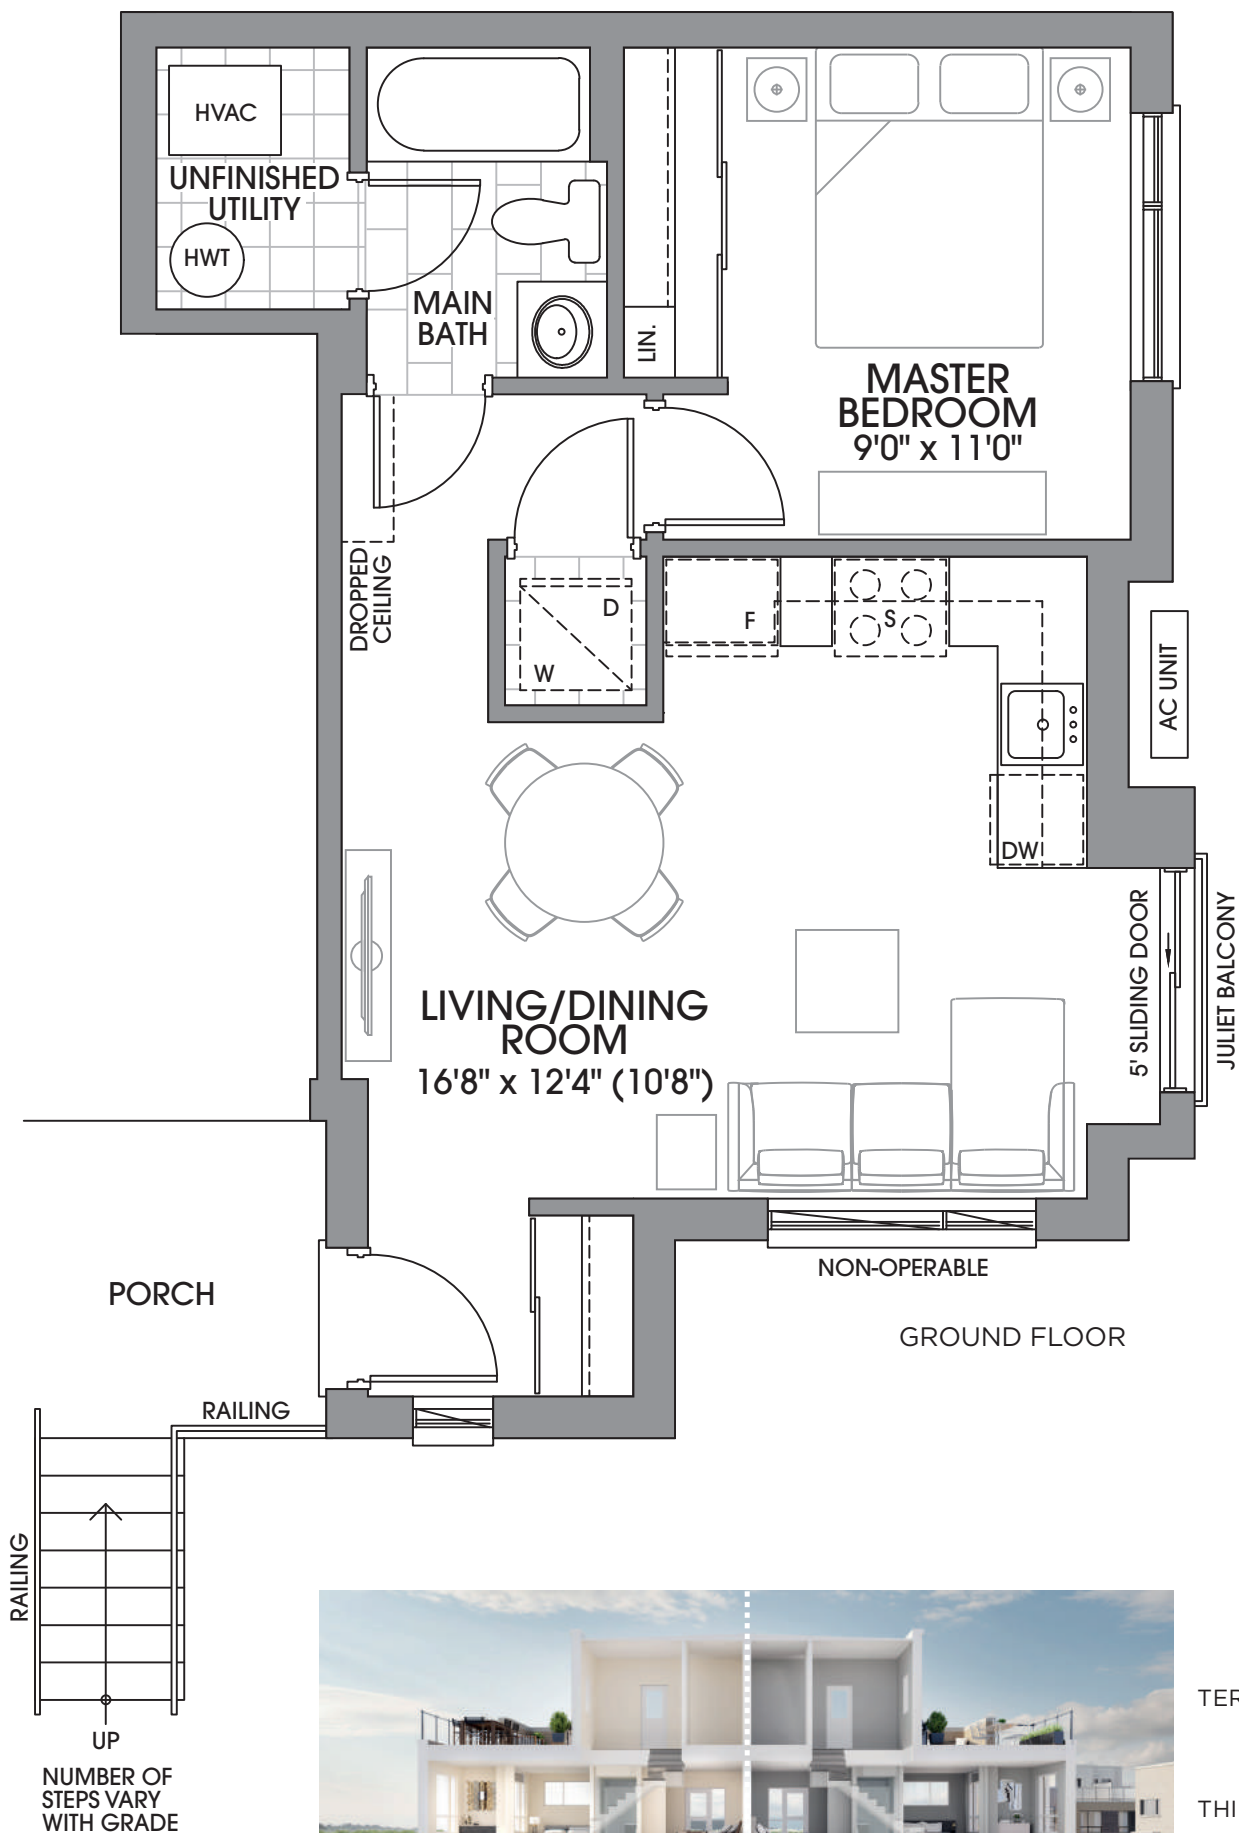 HVAC
UNFINISHED
UTILITY
HWT
MAIN
BATH
LIN.
MASTER
BEDROOM
9'0" x 11'0"
DROPPED
CEILING
D
W
F
S
AC UNIT
DW
5' SLIDING DOOR
JULIET BALCONY
LIVING/DINING
ROOM
16'8" x 12'4" (10'8")
NON-OPERABLE
PORCH
GROUND FLOOR
RAILING
RAILING
UP
NUMBER OF
STEPS VARY
WITH GRADE
TER
THI